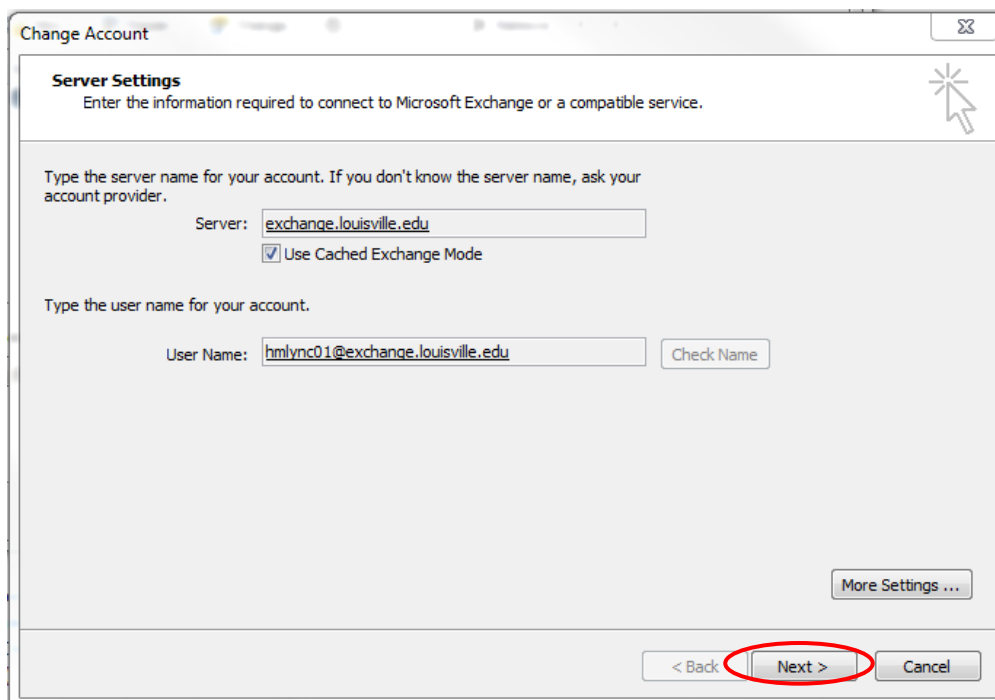 Change Account
Server Settings
Enter the information required to connect to Microsoft Exchange or a compatible service.
Type the server name for your account. If you don't know the server name, ask your
account provider.
Server: exchange.louisville.edu
Use Cached Exchange Mode
Type the user name for your account.
User Name: hmlync01@exchange.louisville.edu Check Name
More Settings ...
< Back Next > Cancel